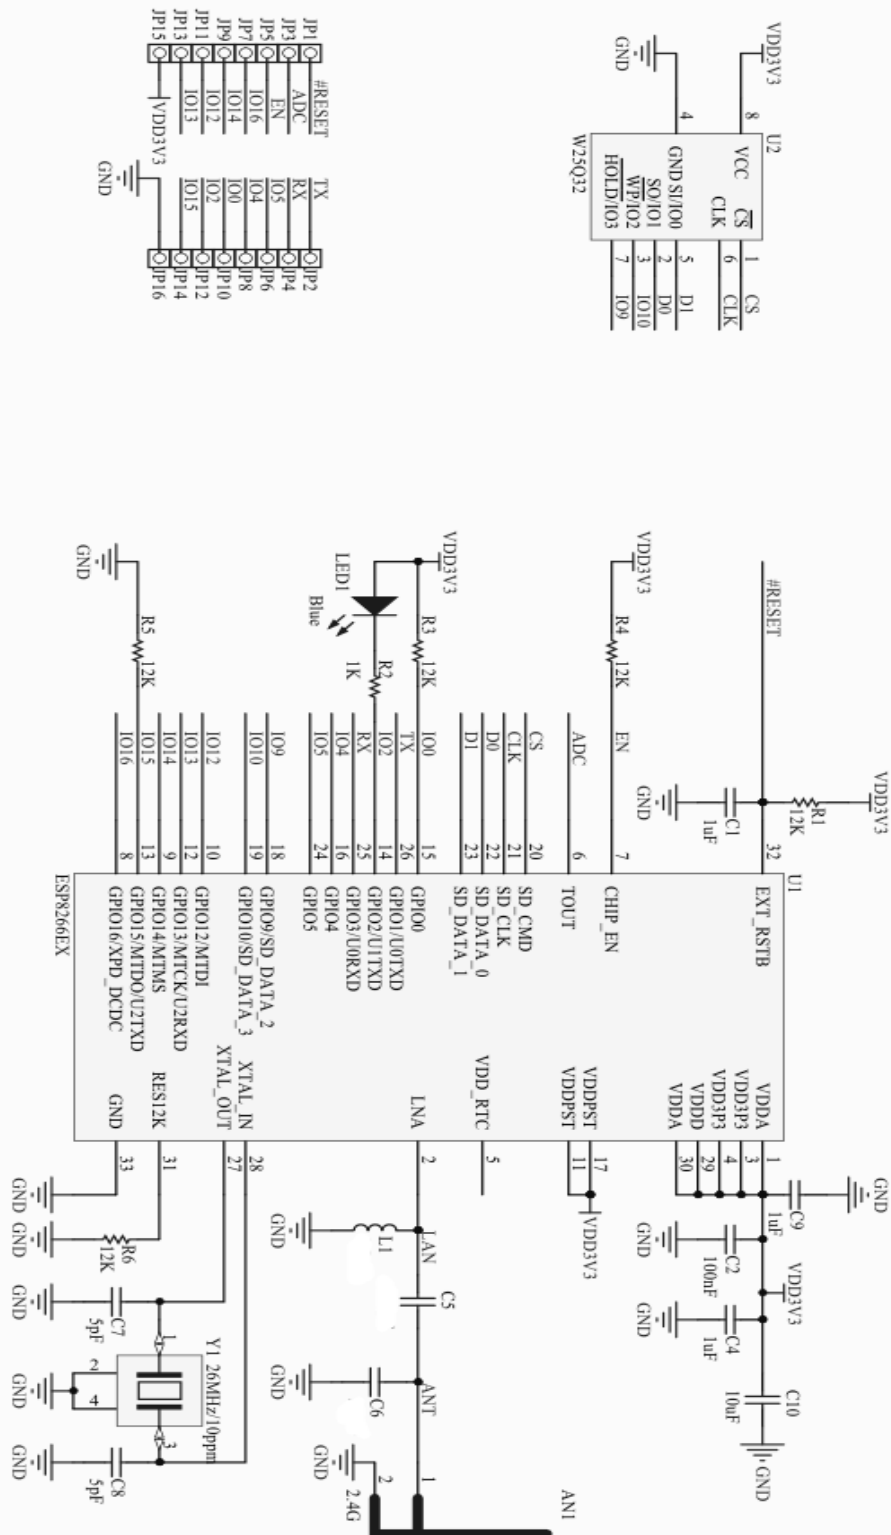 VDD3V3
GND
8
4
U2
VCC
GND
W25Q32
CS
CLK
SI/IO0
SO/IO1
WP/IO2
HOLD/IO3
1
6
5
2
3
7
CS
CLK
D1
D0
IO10
IO9
JP1
JP3
JP5
JP7
JP9
JP11
JP13
JP15
#RESET
ADC
EN
IO16
IO14
IO12
IO13
VDD3V3
GND
TX
RX
IO5
IO4
IO0
IO2
IO15
JP2
JP4
JP6
JP8
JP10
JP12
JP14
JP16
VDD3V3
R1
12K
#RESET
C1
1uF
GND
VDD3V3
R4
12K
EN
ADC
CS
CLK
D0
D1
VDD3V3
R3
12K
LED1
Blue
R2
1K
IO0
TX
IO2
RX
IO4
IO5
IO9
IO10
IO12
IO13
IO14
IO15
IO16
GND
R5
12K
U1
ESP8266EX
32
EXT_RSTB
7
CHIP_EN
6
TOUT
20
SD_CMD
21
SD_CLK
22
SD_DATA_0
23
SD_DATA_1
15
GPIO0
26
GPIO1/U0TXD
14
GPIO2/U1TXD
25
GPIO3/U0RXD
16
GPIO4
24
GPIO5
18
GPIO9/SD_DATA_2
19
GPIO10/SD_DATA_3
10
GPIO12/MTDI
12
GPIO13/MTCK/U2RXD
9
GPIO14/MTMS
13
GPIO15/MTDO/U2TXD
8
GPIO16/XPD_DCDC
VDDA
1
VDD3P3
3
VDD3P3
4
VDDD
29
VDDA
30
VDDPST
17
VDDPST
11
VDD_RTC
5
LNA
2
XTAL_IN
28
XTAL_OUT
27
RES12K
31
GND
33
GND
C9
1uF
C2
100nF
GND
VDD3V3
C4
1uF
GND
C10
10uF
GND
VDD3V3
LAN
L1
GND
C5
ANT
C6
GND
1
2
2.4G
GND
AN1
GND
R6
12K
GND
C7
5pF
GND
Y1 26MHz/10ppm
1
2
4
3
GND
C8
5pF
GND